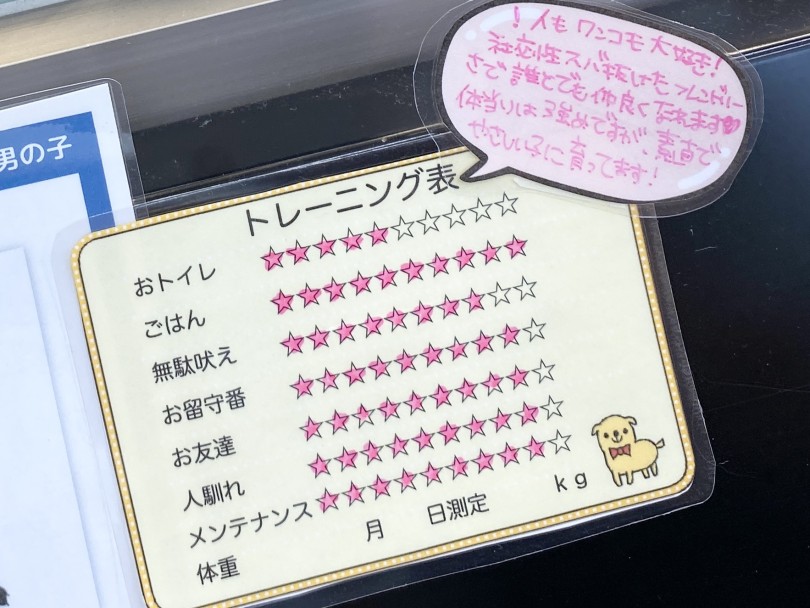 男の子
！人も ワンコも 大好き！
社交性ズバ抜けたフレンドリー
さで誰とでも仲良くなれます♥
体当りは強めですが、素直で
やさしい子に育ってます！
トレーニング表
おトイレ ★★★★★☆☆☆☆☆
ごはん ★★★★★★★★★★
無駄吠え ★★★★★★★★☆☆
お留守番 ★★★★★★★★★☆
お友達 ★★★★★★★★★☆
人馴れ ★★★★★★★★★☆
メンテナンス ★★★★★★★★★☆
体重 月 日測定 kg